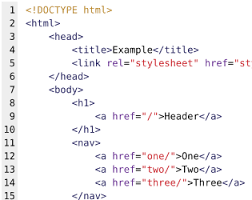 1 <!DOCTYPE html>
2 <html>
3     <head>
4         <title>Example</title>
5         <link rel="stylesheet" href="st
6     </head>
7     <body>
8         <h1>
9             <a href="/">Header</a>
10         </h1>
11         <nav>
12             <a href="one/">One</a>
13             <a href="two/">Two</a>
14             <a href="three/">Three</a>
15         </nav>